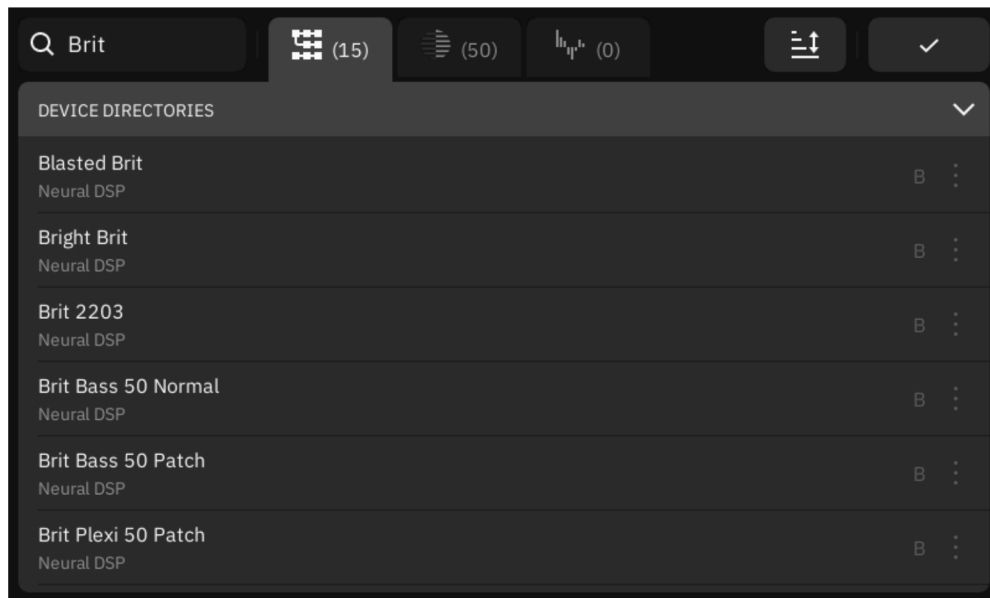 Brit
(15)
(50)
(0)
DEVICE DIRECTORIES
Blasted Brit
Neural DSP
B
Bright Brit
Neural DSP
B
Brit 2203
Neural DSP
B
Brit Bass 50 Normal
Neural DSP
B
Brit Bass 50 Patch
Neural DSP
B
Brit Plexi 50 Patch
Neural DSP
B